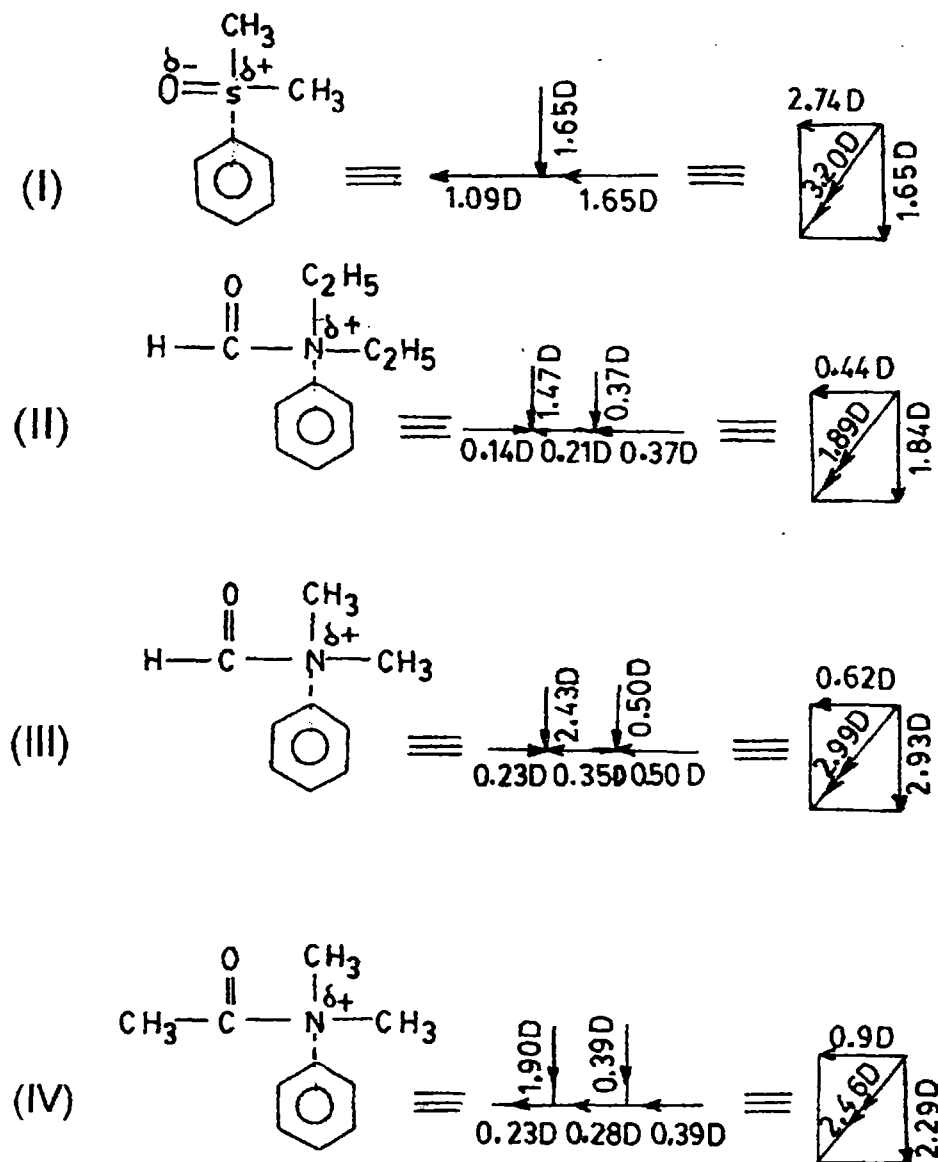 (I)
CH₃
δ-
δ+
O=S—CH₃
1.65D
1.09D 1.65D
2.74D
3.20D
1.65D
(II)
O
C₂H₅
δ+
H—C—N—C₂H₅
1.47D
0.37D
0.14D 0.21D 0.37D
0.44D
1.89D
1.84D
(III)
O
CH₃
δ+
H—C—N—CH₃
2.43D
0.50D
0.23D 0.35D 0.50D
0.62D
2.99D
2.93D
(IV)
O
CH₃
δ+
CH₃—C—N—CH₃
1.90D
0.39D
0.23D 0.28D 0.39D
0.9D
2.46D
2.29D